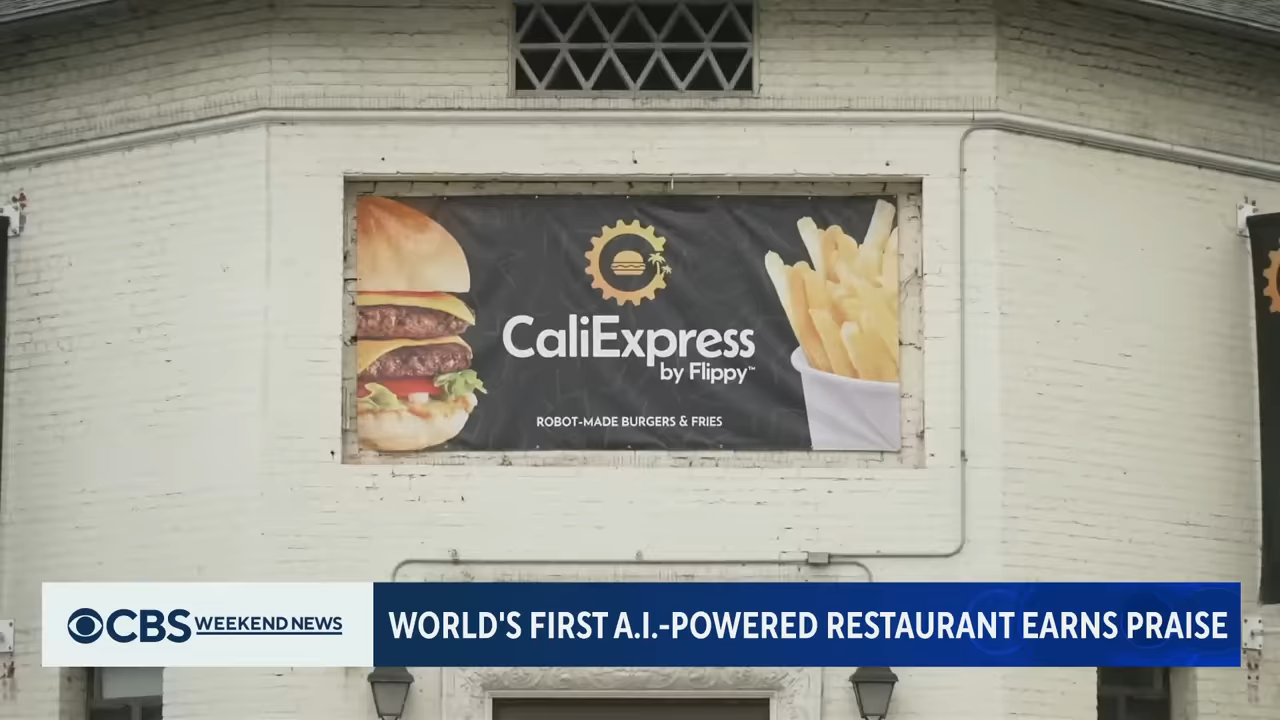 CaliExpress
by Flippy™
ROBOT-MADE BURGERS & FRIES
CBS WEEKEND NEWS
WORLD'S FIRST A.I.-POWERED RESTAURANT EARNS PRAISE